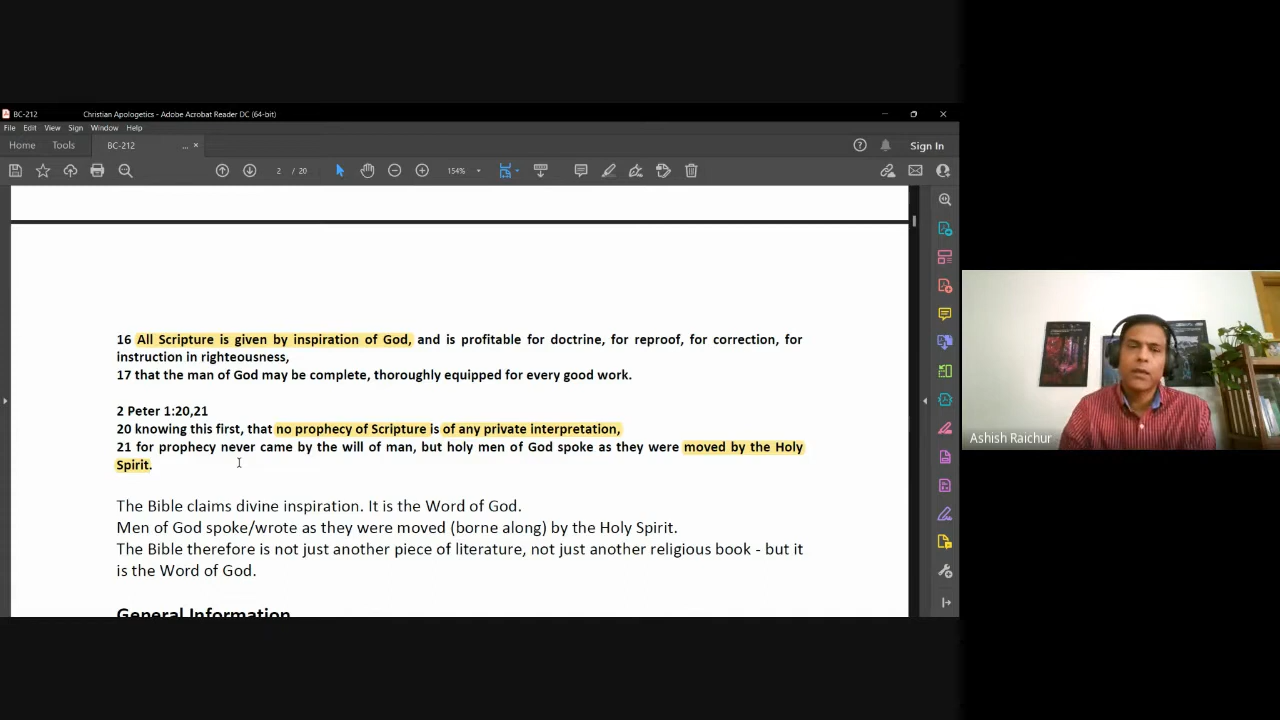 BC-212 Christian Apologetics - Adobe Acrobat Reader DC (64-bit)
File Edit View Sign Window Help
Home Tools BC-212 ... × Sign In
2 / 20 154%
16 All Scripture is given by inspiration of God, and is profitable for doctrine, for reproof, for correction, for
instruction in righteousness,
17 that the man of God may be complete, thoroughly equipped for every good work.
2 Peter 1:20,21
20 knowing this first, that no prophecy of Scripture is of any private interpretation,
21 for prophecy never came by the will of man, but holy men of God spoke as they were moved by the Holy
Spirit.
The Bible claims divine inspiration. It is the Word of God.
Men of God spoke/wrote as they were moved (borne along) by the Holy Spirit.
The Bible therefore is not just another piece of literature, not just another religious book - but it
is the Word of God.
General Information
Ashish Raichur